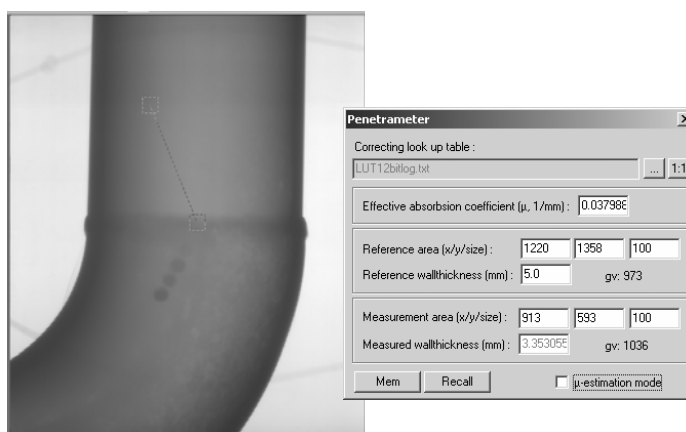 Penetrameter
Correcting look up table :
LUT12bitlog.txt ... 1:1
Effective absorbsion coefficient (µ, 1/mm) : 0.037988
Reference area (x/y/size) : 1220 1358 100
Reference wallthickness (mm) : 5.0 gv: 973
Measurement area (x/y/size) : 913 593 100
Measured wallthickness (mm) : 3.353055 gv: 1036
Mem Recall µ-estimation mode